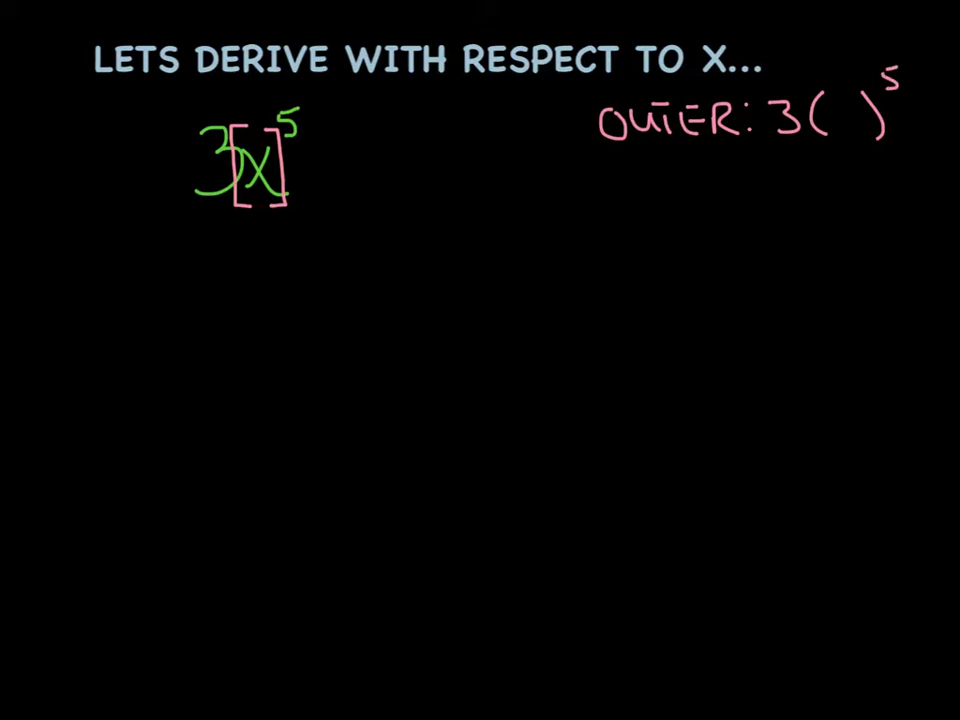 LETS DERIVE WITH RESPECT TO X...
OUTER: 3( )⁵
3[x]⁵